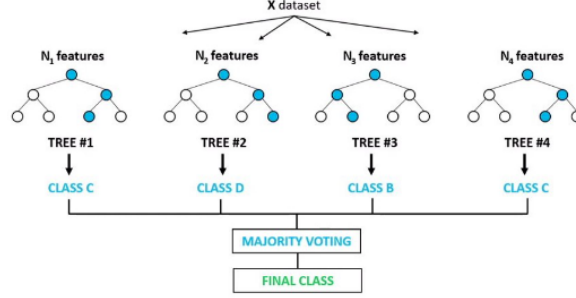 X dataset
N₁ features N₂ features N₃ features N₄ features
TREE #1 TREE #2 TREE #3 TREE #4
CLASS C CLASS D CLASS B CLASS C
MAJORITY VOTING
FINAL CLASS